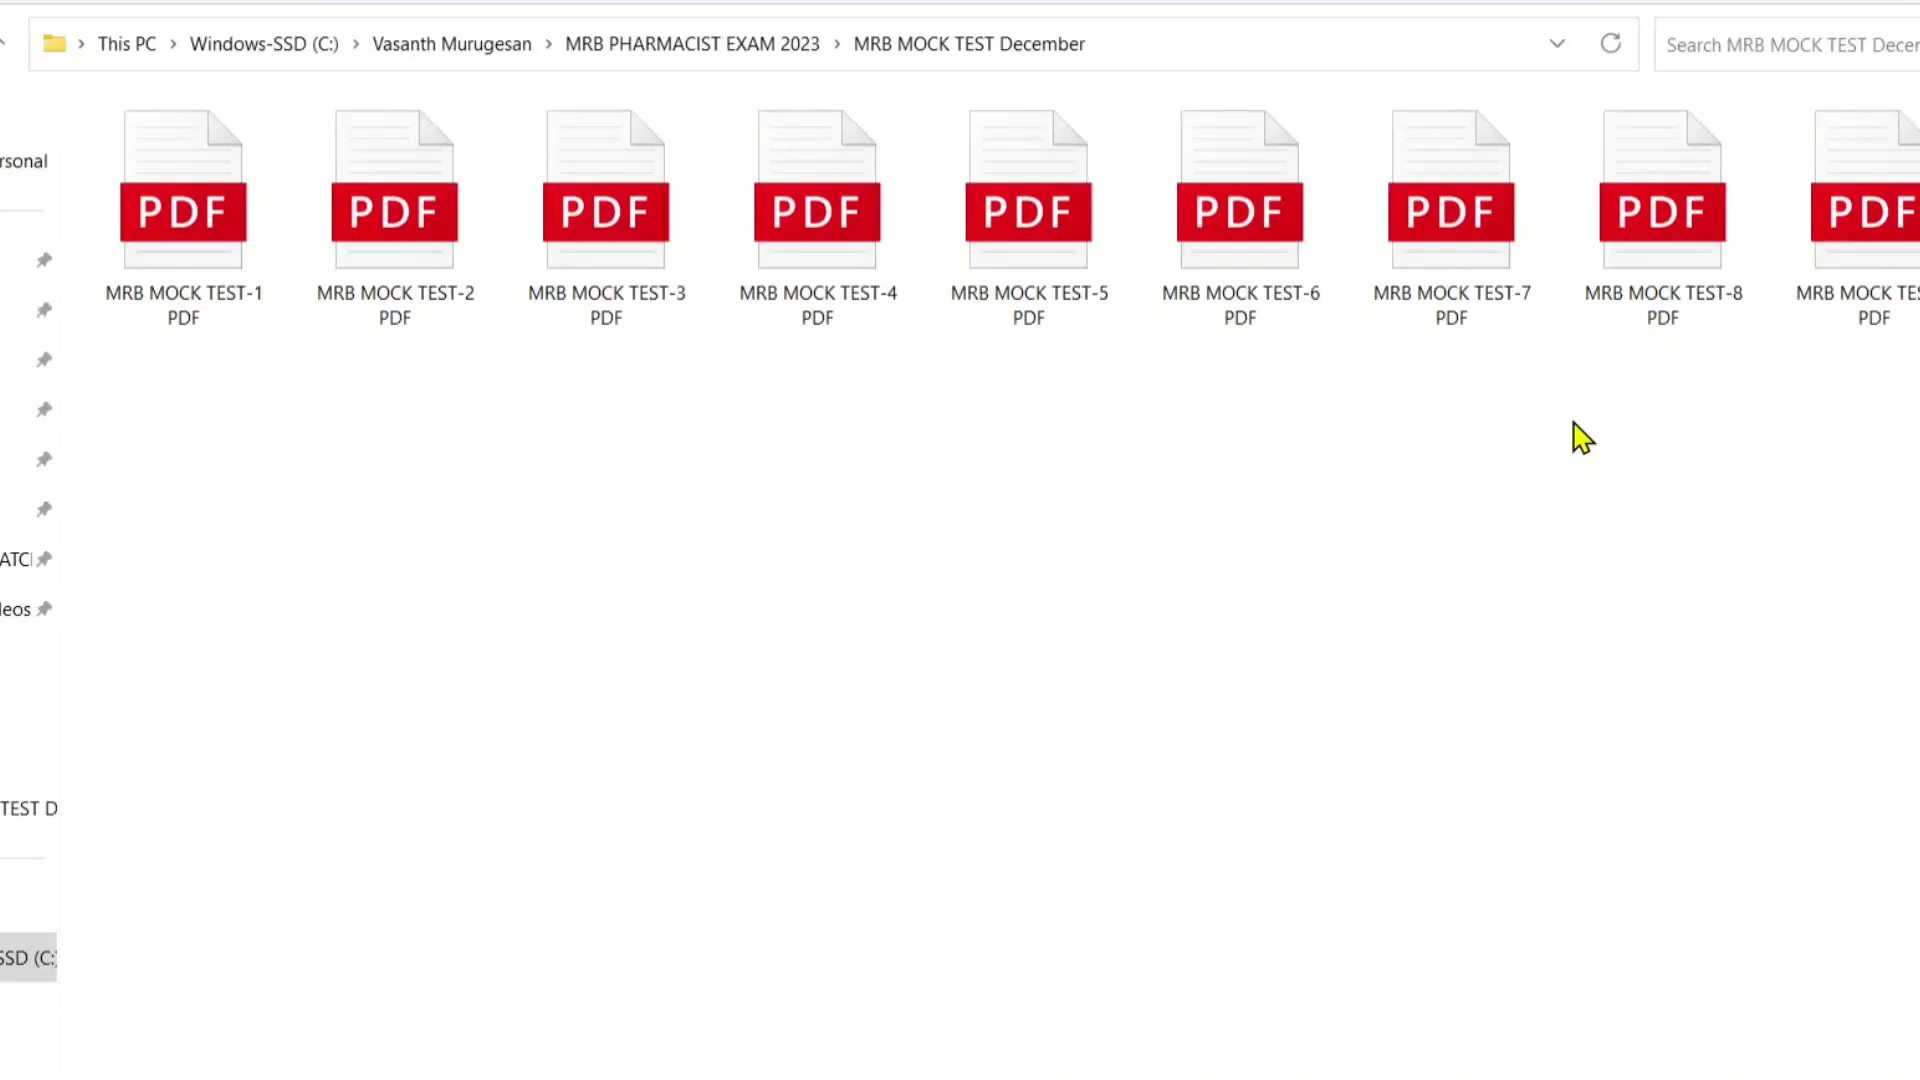 This PC > Windows-SSD (C:) > Vasanth Murugesan > MRB PHARMACIST EXAM 2023 > MRB MOCK TEST December
Search MRB MOCK TEST Decem
rsonal
PDF PDF PDF PDF PDF PDF PDF PDF PDF
MRB MOCK TEST-1 MRB MOCK TEST-2 MRB MOCK TEST-3 MRB MOCK TEST-4 MRB MOCK TEST-5 MRB MOCK TEST-6 MRB MOCK TEST-7 MRB MOCK TEST-8 MRB MOCK TES
PDF PDF PDF PDF PDF PDF PDF PDF PDF
ATCI
leos
TEST D
SSD (C:)